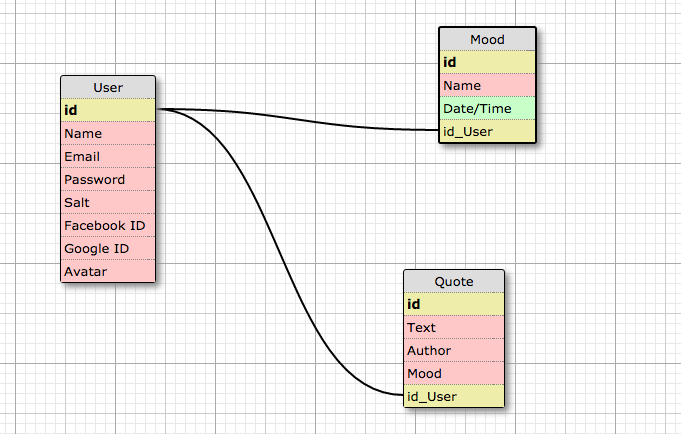 User
id
Name
Email
Password
Salt
Facebook ID
Google ID
Avatar
Mood
id
Name
Date/Time
id_User
Quote
id
Text
Author
Mood
id_User